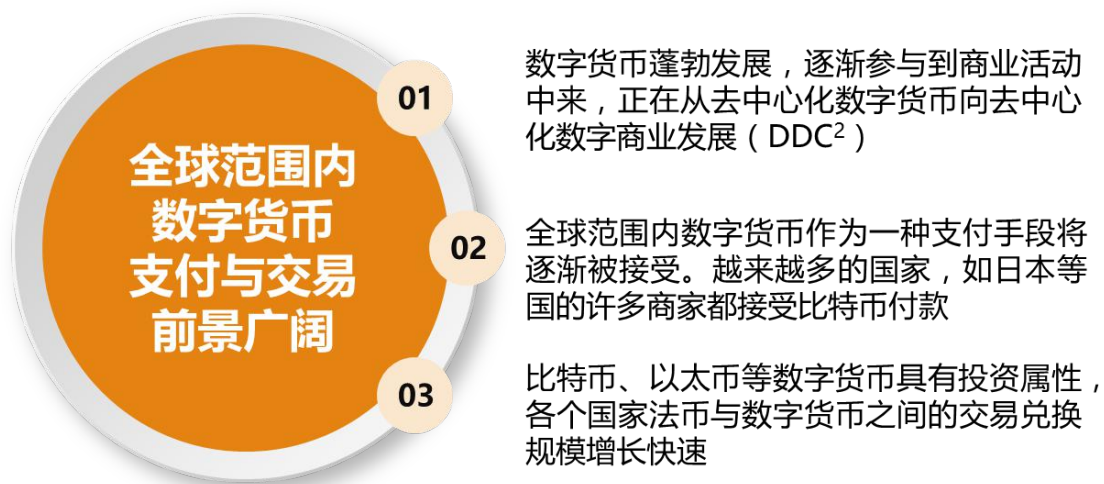 全球范围内
数字货币
支付与交易
前景广阔
01
数字货币蓬勃发展，逐渐参与到商业活动
中来，正在从去中心化数字货币向去中心
化数字商业发展（DDC²）
02
全球范围内数字货币作为一种支付手段将
逐渐被接受。越来越多的国家，如日本等
国的许多商家都接受比特币付款
03
比特币、以太币等数字货币具有投资属性，
各个国家法币与数字货币之间的交易兑换
规模增长快速